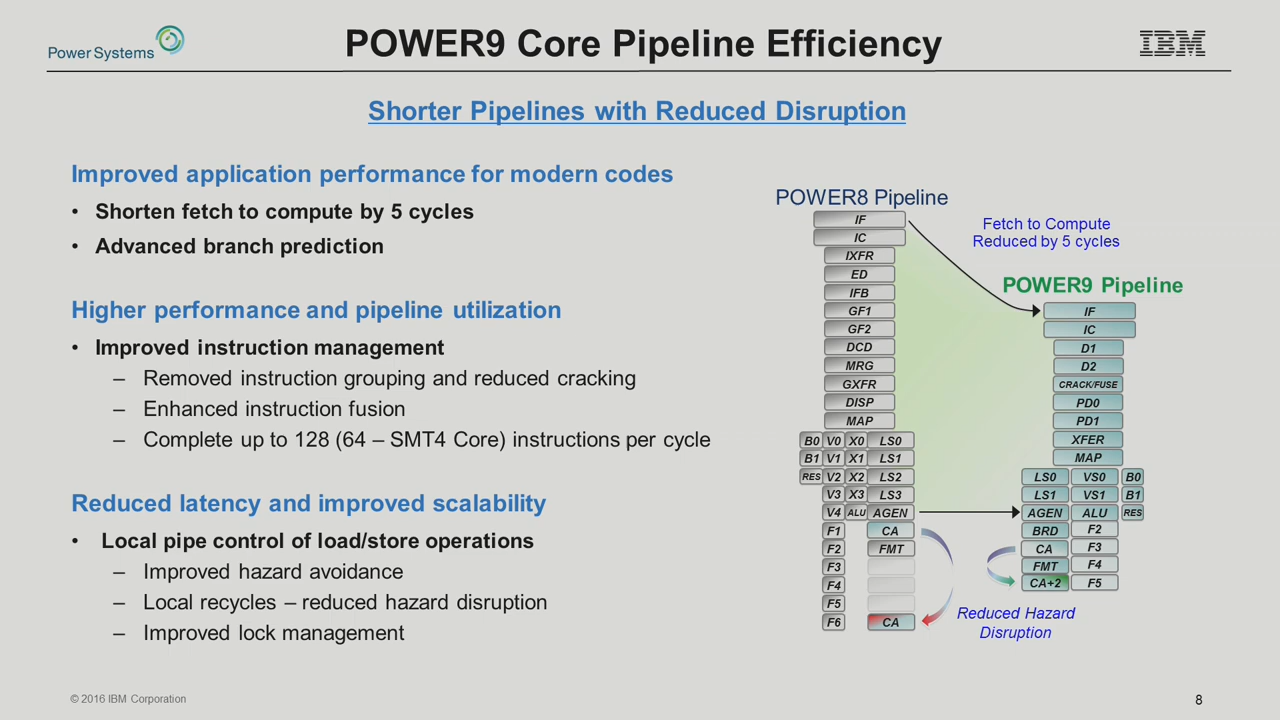 Power Systems
POWER9 Core Pipeline Efficiency
IBM
Shorter Pipelines with Reduced Disruption
Improved application performance for modern codes
• Shorten fetch to compute by 5 cycles
• Advanced branch prediction
Higher performance and pipeline utilization
• Improved instruction management
– Removed instruction grouping and reduced cracking
– Enhanced instruction fusion
– Complete up to 128 (64 – SMT4 Core) instructions per cycle
Reduced latency and improved scalability
• Local pipe control of load/store operations
– Improved hazard avoidance
– Local recycles – reduced hazard disruption
– Improved lock management
POWER8 Pipeline
IF
IC
IXFR
ED
IFB
GF1
GF2
DCD
MRG
GXFR
DISP
MAP
B0 V0 X0 LS0
B1 V1 X1 LS1
RES V2 X2 LS2
V3 X3 LS3
V4 ALU AGEN
F1 CA
F2 FMT
F3
F4
F5
F6 CA
Fetch to Compute
Reduced by 5 cycles
POWER9 Pipeline
IF
IC
D1
D2
CRACK/FUSE
PD0
PD1
XFER
MAP
LS0 VS0 B0
LS1 VS1 B1
AGEN ALU RES
BRD F2
CA F3
FMT F4
CA+2 F5
Reduced Hazard
Disruption
© 2016 IBM Corporation
8